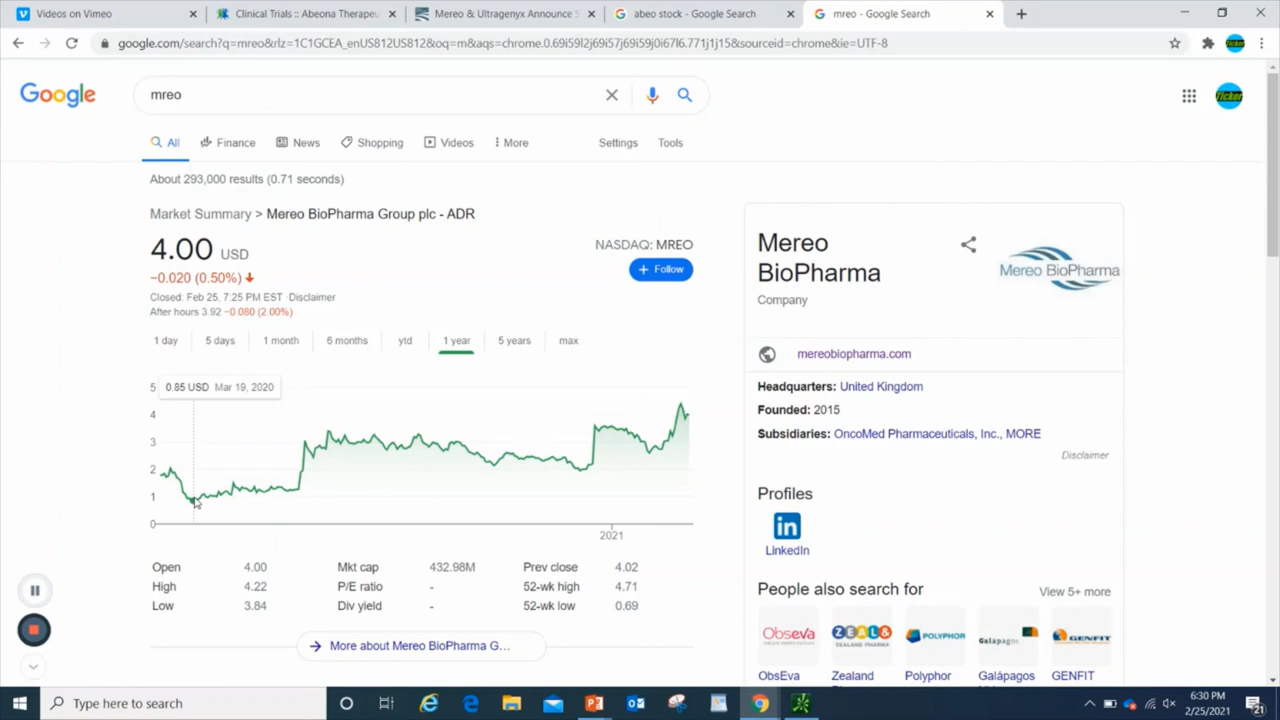 Videos on Vimeo
Clinical Trials :: Abeona Therapeu
Mereo & Ultragenyx Announce S
abeo stock - Google Search
mreo - Google Search
google.com/search?q=mreo&rlz=1C1GCEA_enUS812US812&oq=m&aqs=chrome.0.69i59l2j69i57j69i59j0i67l6.771j1j15&sourceid=chrome&ie=UTF-8
Google
mreo
Ticker
All
Finance
News
Shopping
Videos
More
Settings
Tools
About 293,000 results (0.71 seconds)
Market Summary > Mereo BioPharma Group plc - ADR
4.00 USD
NASDAQ: MREO
−0.020 (0.50%)
+ Follow
Closed: Feb 25, 7:25 PM EST ·Disclaimer
After hours 3.92 −0.080 (2.00%)
1 day
5 days
1 month
6 months
ytd
1 year
5 years
max
0.85 USD Mar 19, 2020
5
4
3
2
1
0
2021
Open 4.00 Mkt cap 432.98M Prev close 4.02
High 4.22 P/E ratio - 52-wk high 4.71
Low 3.84 Div yield - 52-wk low 0.69
More about Mereo BioPharma G...
Mereo
BioPharma
Mereo BioPharma
Company
mereobiopharma.com
Headquarters: United Kingdom
Founded: 2015
Subsidiaries: OncoMed Pharmaceuticals, Inc., MORE
Disclaimer
Profiles
LinkedIn
People also search for
View 5+ more
ObsEva
ZEAL&
ZEALAND PHARMA
POLYPHOR
Galapagos
GENFIT
ObsEva
Zealand
Polyphor
Galápagos
GENFIT
Type here to search
6:30 PM
2/25/2021
21